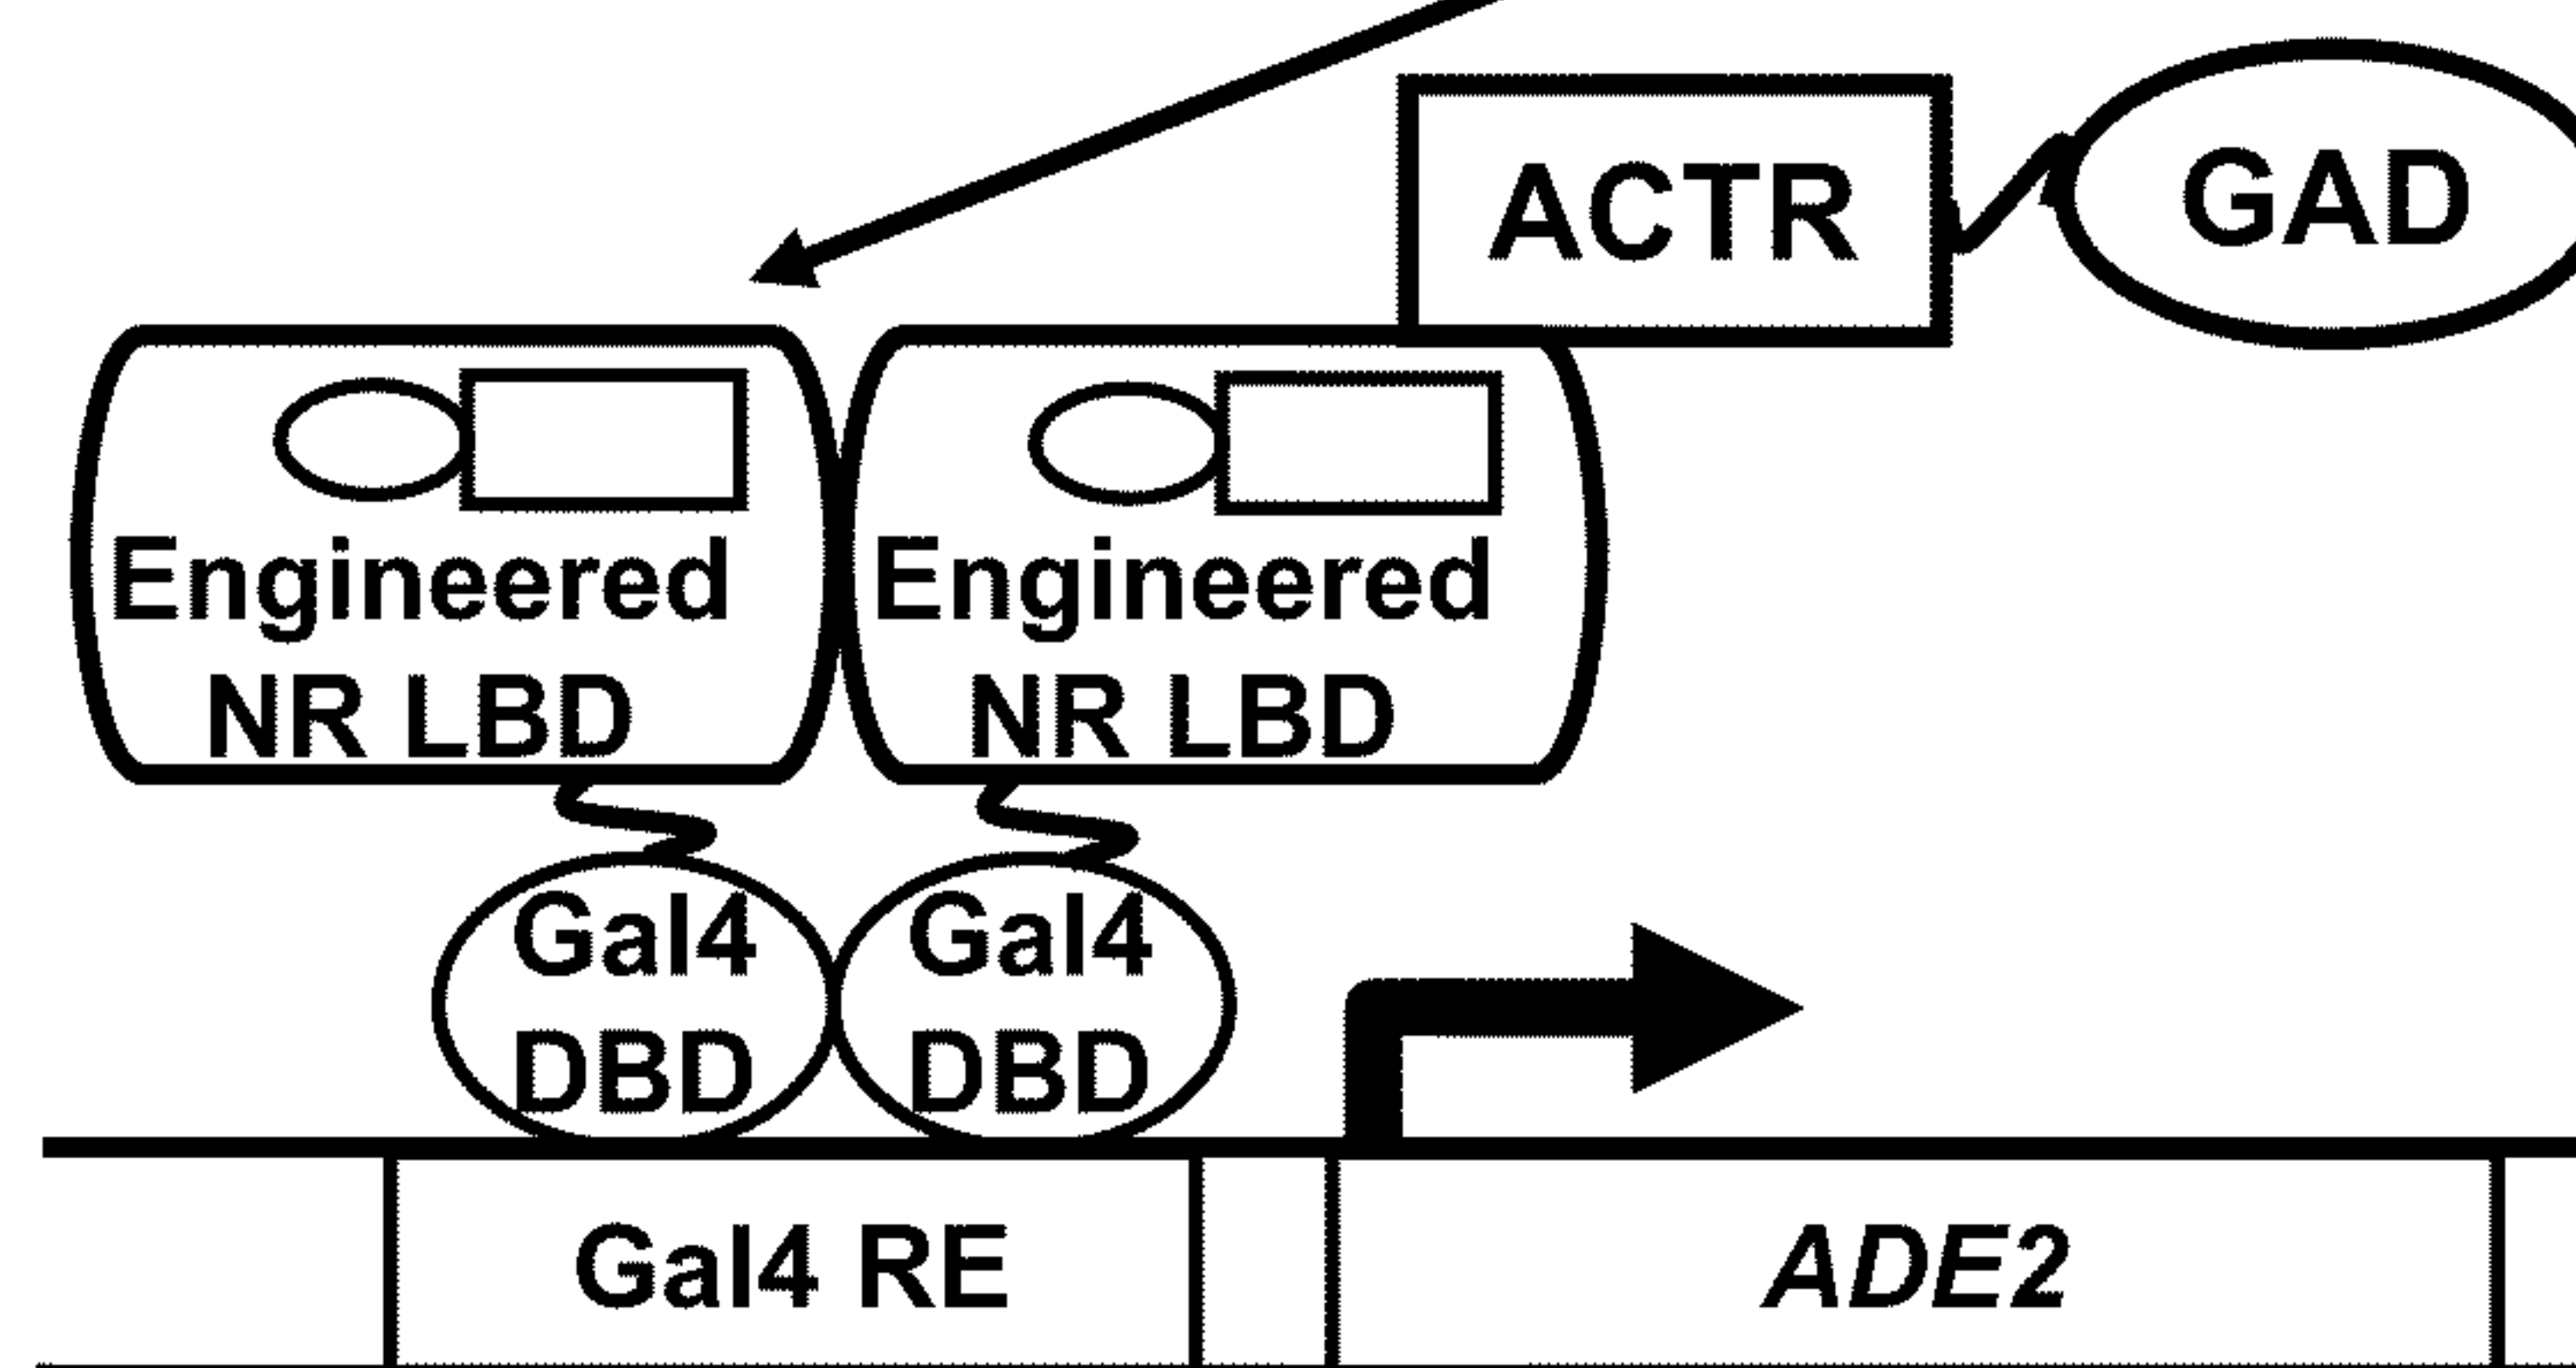 ACTR
GAD
Engineered
NR LBD
Engineered
NR LBD
Gal4
DBD
Gal4
DBD
Gal4 RE
ADE2